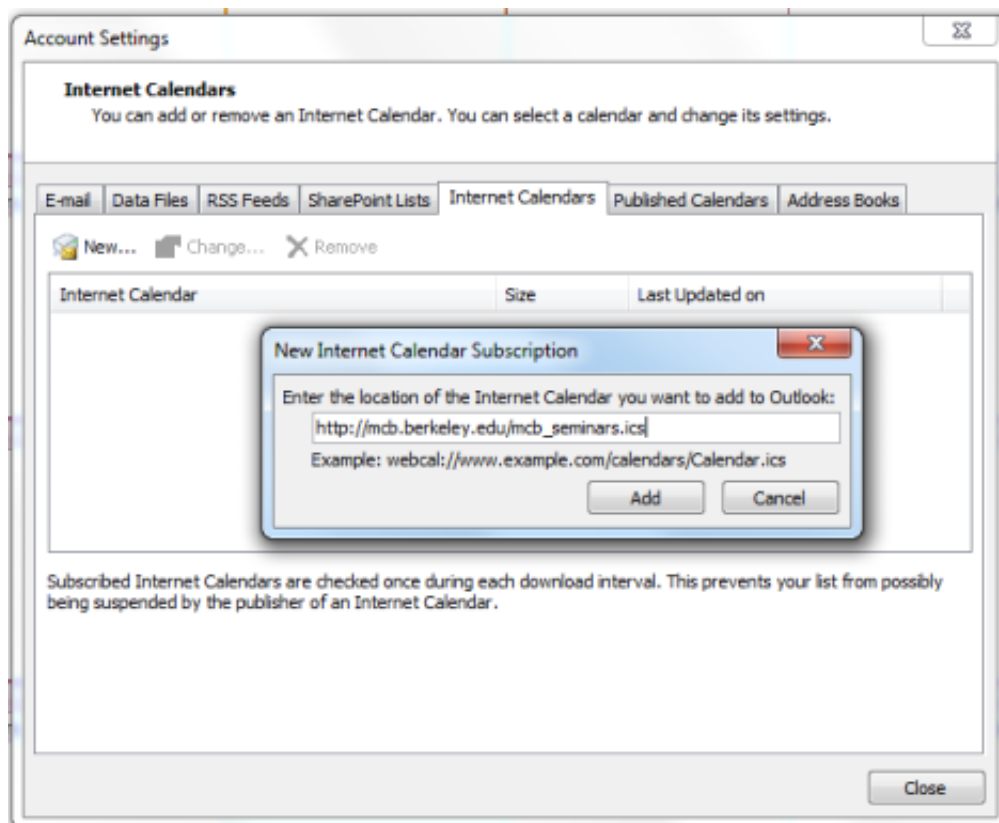 Account Settings
Internet Calendars
You can add or remove an Internet Calendar. You can select a calendar and change its settings.
E-mail Data Files RSS Feeds SharePoint Lists Internet Calendars Published Calendars Address Books
New... Change... Remove
Internet Calendar Size Last Updated on
New Internet Calendar Subscription
Enter the location of the Internet Calendar you want to add to Outlook:
http://mcb.berkeley.edu/mcb_seminars.ics
Example: webcal://www.example.com/calendars/Calendar.ics
Add Cancel
Subscribed Internet Calendars are checked once during each download interval. This prevents your list from possibly
being suspended by the publisher of an Internet Calendar.
Close